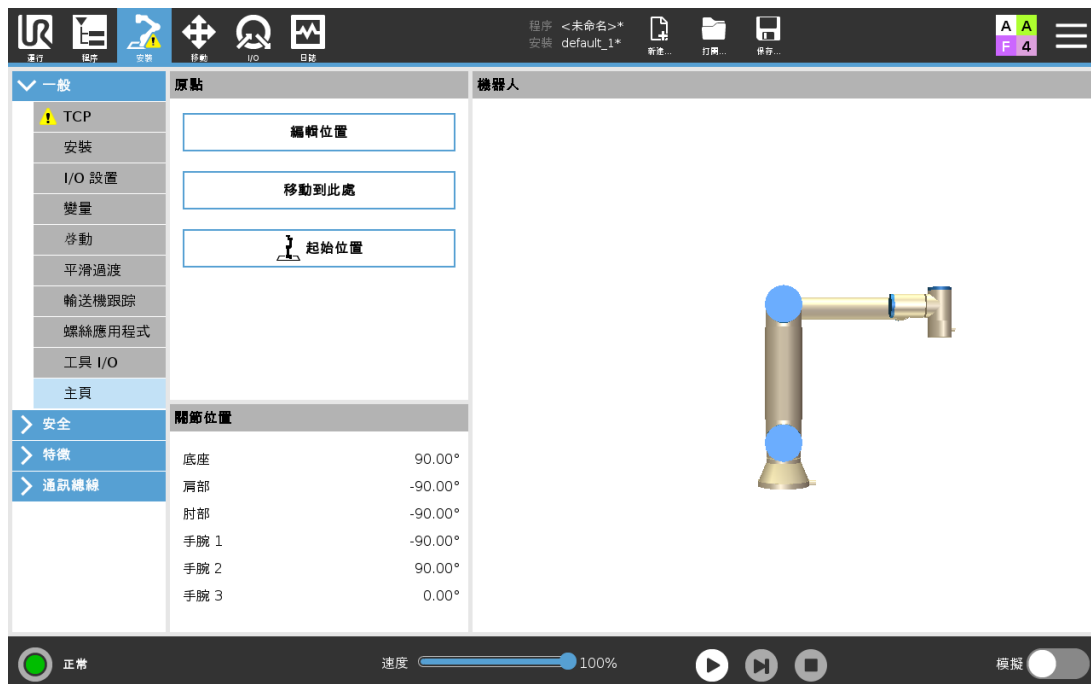 UR
運行
程序
安裝
移動
I/O
日誌
程序 <未命名>*
安裝 default_1*
新建...
打開...
保存...
A A
F 4
一般
TCP
安裝
I/O 設置
變量
啓動
平滑過渡
輸送機跟踪
螺絲應用程式
工具 I/O
主頁
安全
特徵
通訊總線
原點
編輯位置
移動到此處
起始位置
關節位置
底座 90.00°
肩部 -90.00°
肘部 -90.00°
手腕 1 -90.00°
手腕 2 90.00°
手腕 3 0.00°
機器人
正常
速度 100%
模擬